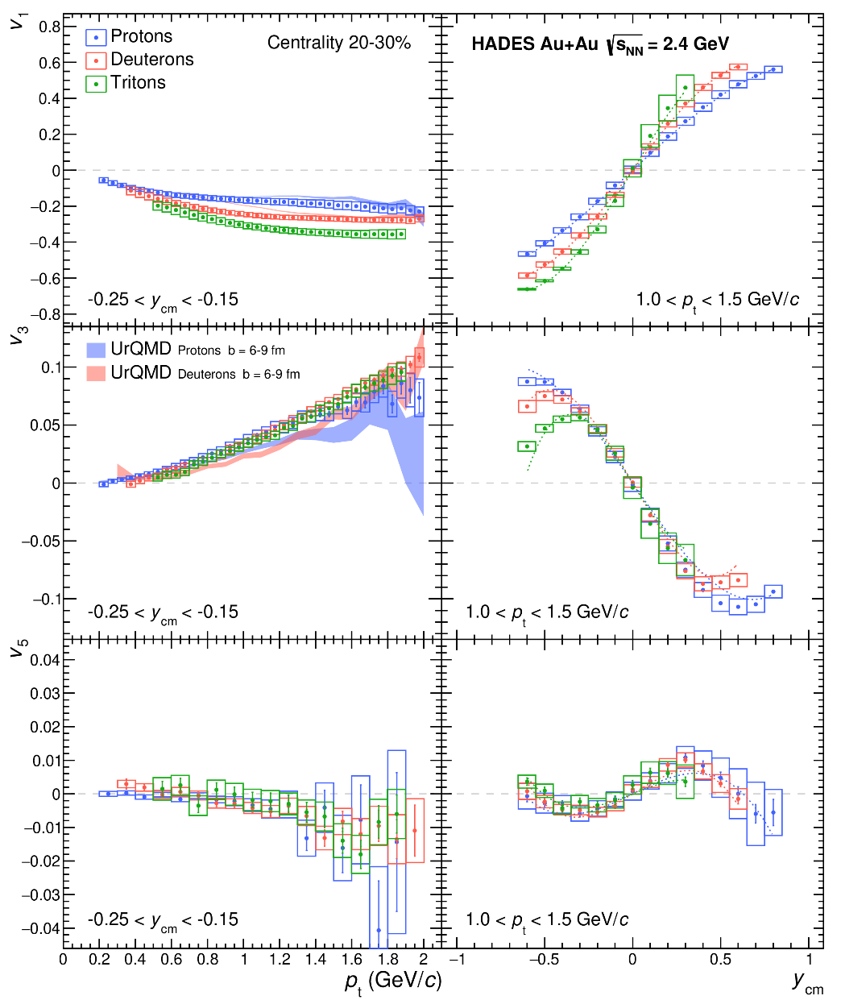 v1
0.8
0.6
0.4
0.2
0
−0.2
−0.4
−0.6
−0.8
Protons
Deuterons
Tritons
Centrality 20-30%
-0.25 < ycm < -0.15
HADES Au+Au √sNN = 2.4 GeV
1.0 < pt < 1.5 GeV/c
v3
0.1
0.05
0
−0.05
−0.1
UrQMD Protons b = 6-9 fm
UrQMD Deuterons b = 6-9 fm
-0.25 < ycm < -0.15
1.0 < pt < 1.5 GeV/c
v5
0.04
0.03
0.02
0.01
0
−0.01
−0.02
−0.03
−0.04
-0.25 < ycm < -0.15
1.0 < pt < 1.5 GeV/c
0 0.2 0.4 0.6 0.8 1 1.2 1.4 1.6 1.8 2
pt (GeV/c)
−1 −0.5 0 0.5 1
ycm